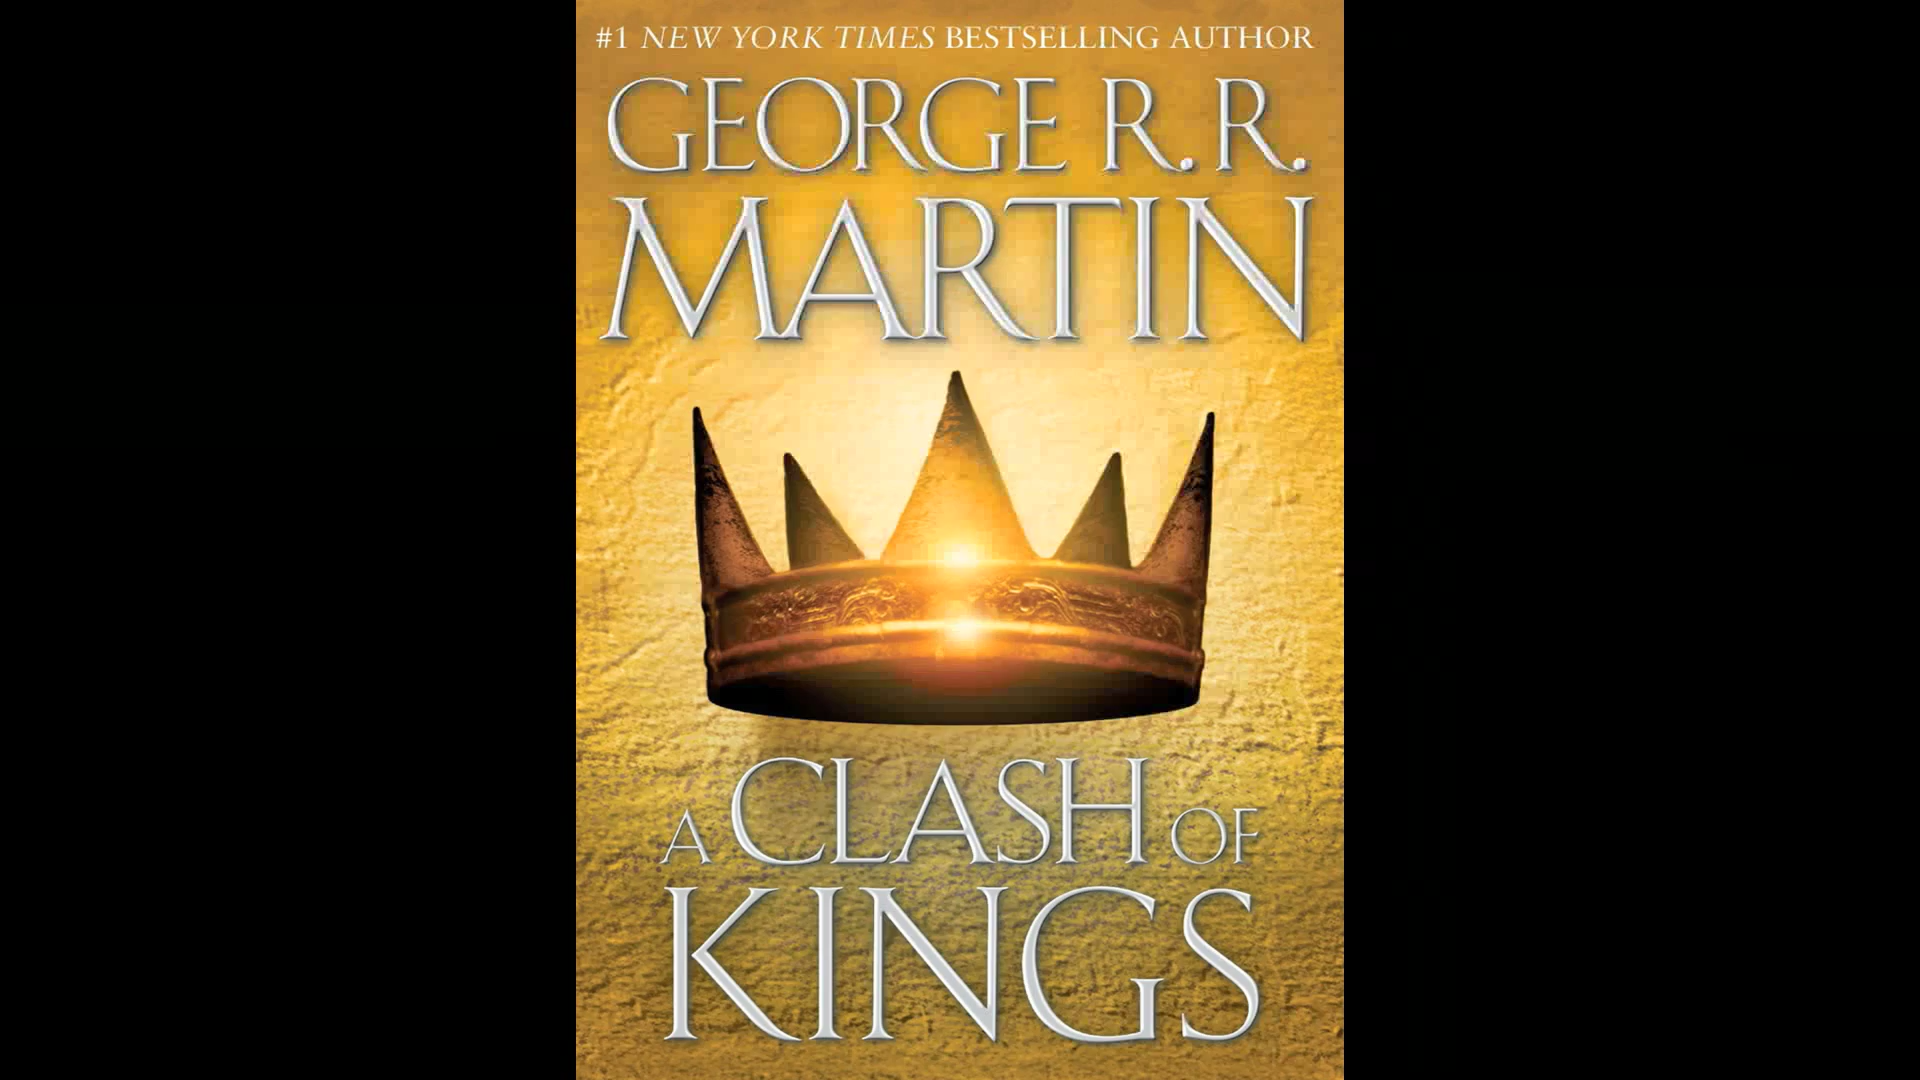 #1 NEW YORK TIMES BESTSELLING AUTHOR
GEORGE R. R.
MARTIN
A CLASH OF
KINGS